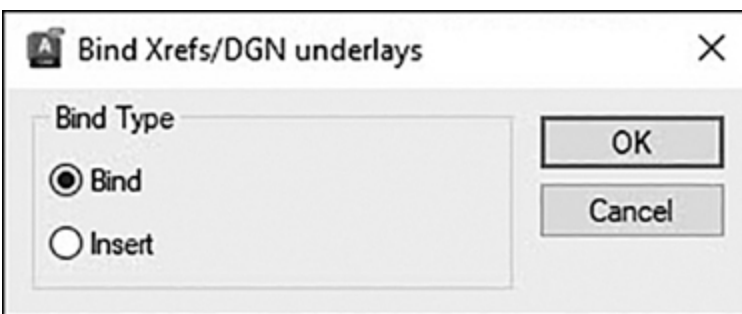 Bind Xrefs/DGN underlays
Bind Type
OK
Bind
Cancel
Insert